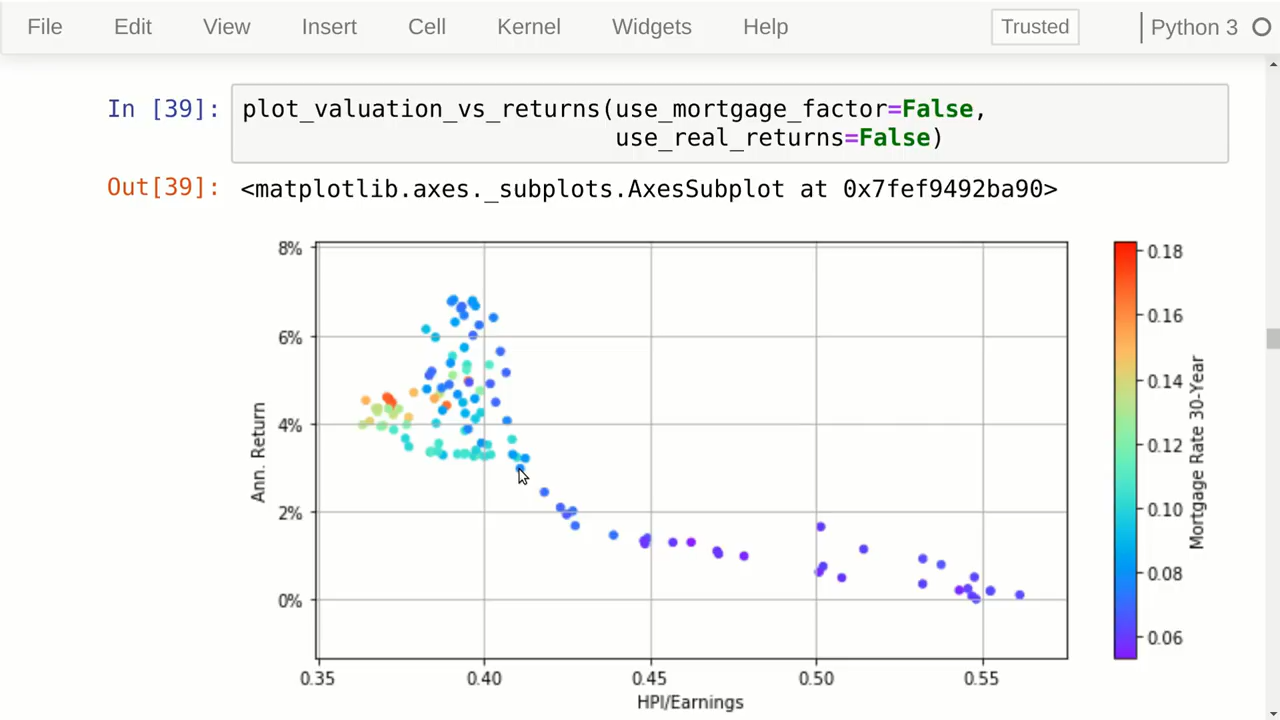 File Edit View Insert Cell Kernel Widgets Help Trusted Python 3
In [39]: plot_valuation_vs_returns(use_mortgage_factor=False,
use_real_returns=False)
Out[39]: <matplotlib.axes._subplots.AxesSubplot at 0x7fef9492ba90>
8%
6%
4%
2%
0%
Ann. Return
0.35 0.40 0.45 0.50 0.55
HPI/Earnings
0.18
0.16
0.14
0.12
0.10
0.08
0.06
Mortgage Rate 30-Year